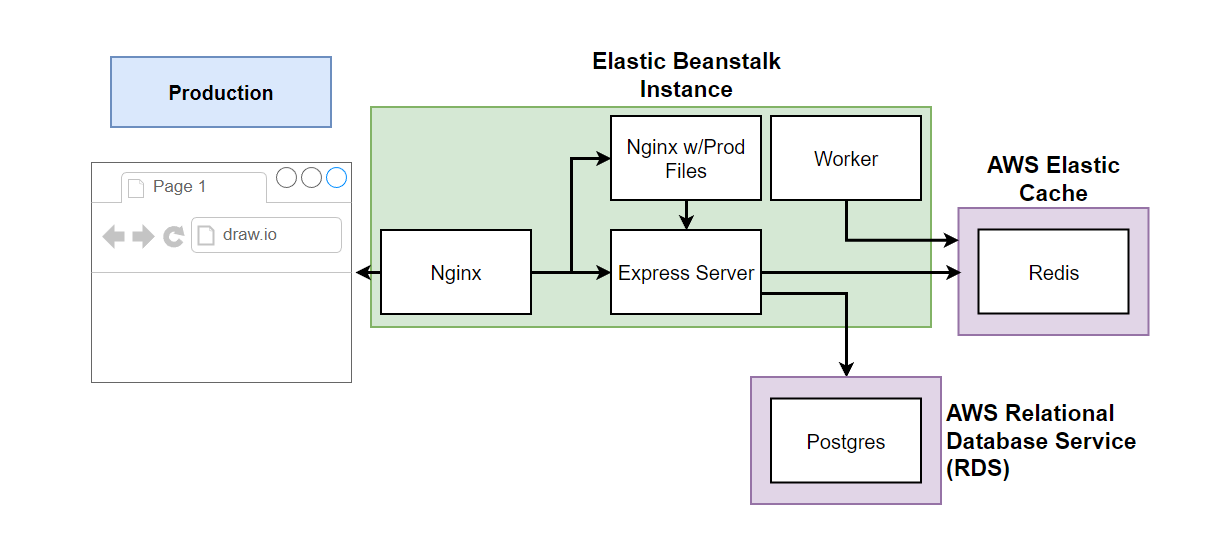 Elastic Beanstalk
Instance
Production
Nginx w/Prod
Files
Worker
AWS Elastic
Cache
Page 1
draw.io
Nginx
Express Server
Redis
Postgres
AWS Relational
Database Service
(RDS)